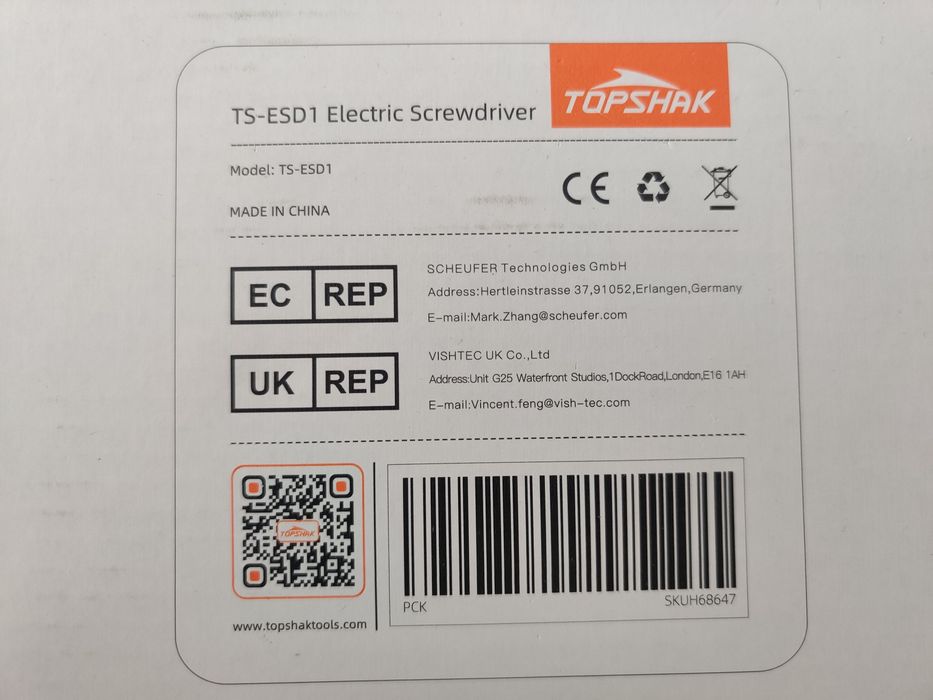 TS-ESD1 Electric Screwdriver
TOPSHAK
Model: TS-ESD1
CE
MADE IN CHINA
EC REP
SCHEUFER Technologies GmbH
Address:Hertleinstrasse 37,91052,Erlangen,Germany
E-mail:Mark.Zhang@scheufer.com
UK REP
VISHTEC UK Co.,Ltd
Address:Unit G25 Waterfront Studios,1DockRoad,London,E16 1AH
E-mail:Vincent.feng@vish-tec.com
TOPSHAK
www.topshaktools.com
PCK
SKUH68647